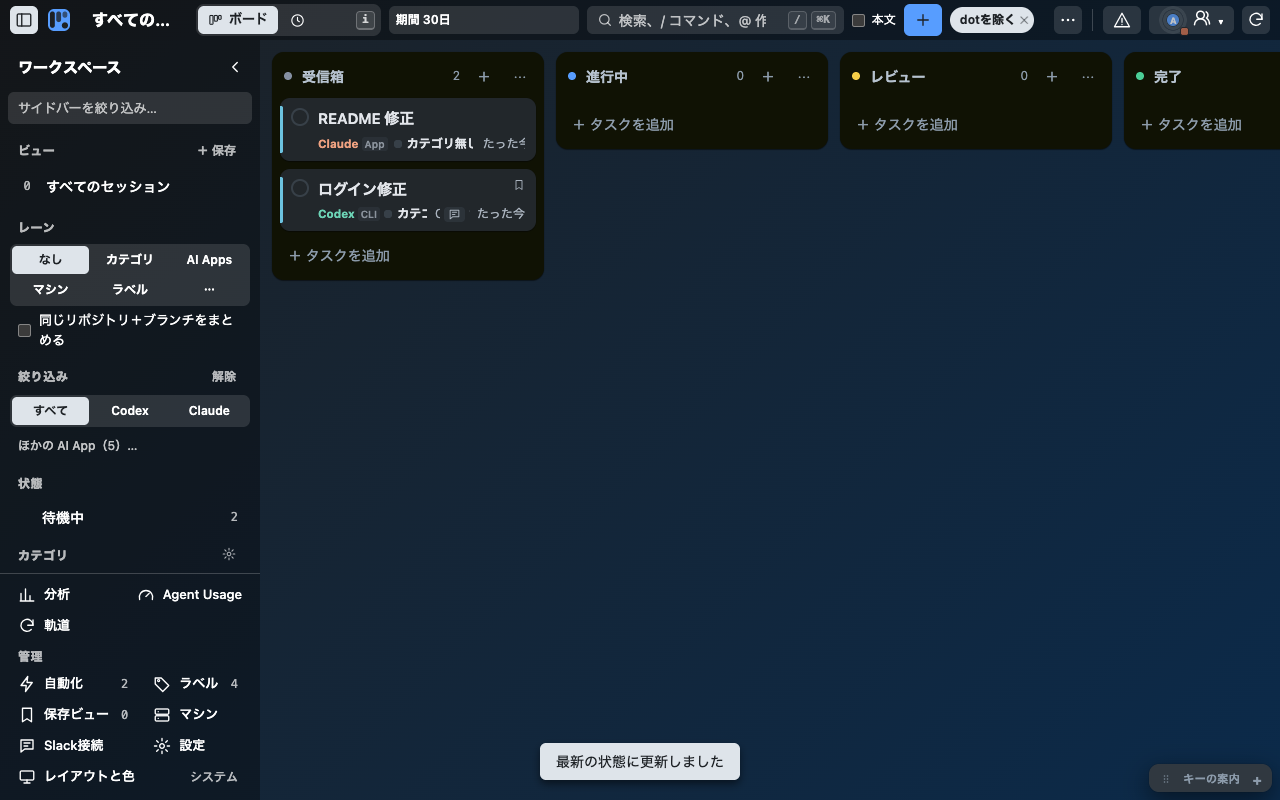 すべての...
ボード
i
期間 30日
検索、/ コマンド、@ 作
/
⌘K
本文
+
dotを除く ×
...
A
ワークスペース
サイドバーを絞り込み...
ビュー
+ 保存
0 すべてのセッション
レーン
なし
カテゴリ
AI Apps
マシン
ラベル
...
同じリポジトリ+ブランチをまと
める
絞り込み
解除
すべて
Codex
Claude
ほかの AI App（5）...
状態
待機中 2
カテゴリ
分析
Agent Usage
軌道
管理
自動化 2
ラベル 4
保存ビュー 0
マシン
Slack接続
設定
レイアウトと色
システム
受信箱 2 + ...
README 修正
Claude App カテゴリ無し たった今
ログイン修正
Codex CLI カテゴ たった今
+ タスクを追加
進行中 0 + ...
+ タスクを追加
レビュー 0 + ...
+ タスクを追加
完了
+ タスクを追加
最新の状態に更新しました
キーの案内 +